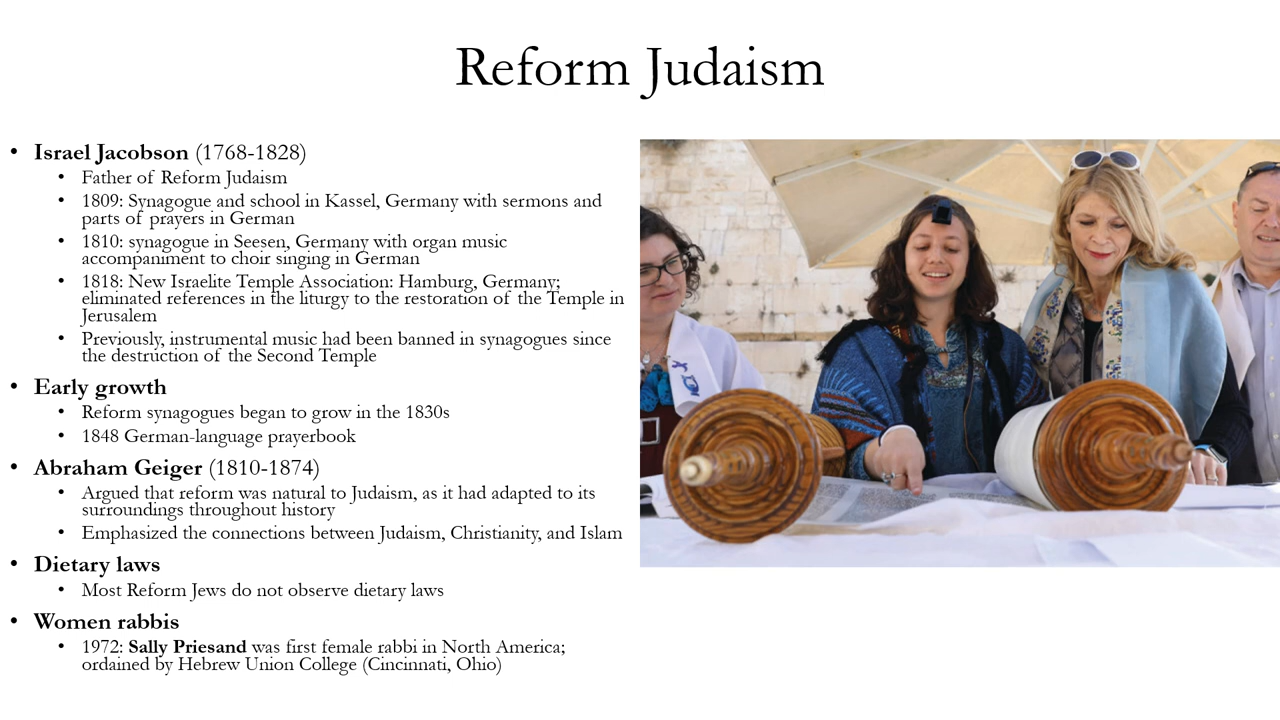 Reform Judaism
• Israel Jacobson (1768-1828)
• Father of Reform Judaism
• 1809: Synagogue and school in Kassel, Germany with sermons and
parts of prayers in German
• 1810: synagogue in Seesen, Germany with organ music
accompaniment to choir singing in German
• 1818: New Israelite Temple Association: Hamburg, Germany;
eliminated references in the liturgy to the restoration of the Temple in
Jerusalem
• Previously, instrumental music had been banned in synagogues since
the destruction of the Second Temple
• Early growth
• Reform synagogues began to grow in the 1830s
• 1848 German-language prayerbook
• Abraham Geiger (1810-1874)
• Argued that reform was natural to Judaism, as it had adapted to its
surroundings throughout history
• Emphasized the connections between Judaism, Christianity, and Islam
• Dietary laws
• Most Reform Jews do not observe dietary laws
• Women rabbis
• 1972: Sally Priesand was first female rabbi in North America;
ordained by Hebrew Union College (Cincinnati, Ohio)